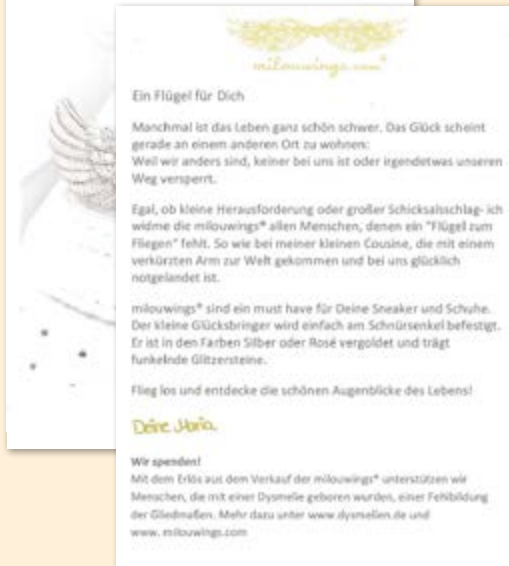 milouwings.com®
Ein Flügel für Dich
Manchmal ist das Leben ganz schön schwer. Das Glück scheint
gerade an einem anderen Ort zu wohnen:
Weil wir anders sind, keiner bei uns ist oder irgendetwas unseren
Weg versperrt.
Egal, ob kleine Herausforderung oder großer Schicksalsschlag- ich
widme die milouwings® allen Menschen, denen ein "Flügel zum
Fliegen" fehlt. So wie bei meiner kleinen Cousine, die mit einem
verkürzten Arm zur Welt gekommen und bei uns glücklich
notgelandet ist.
milouwings® sind ein must have für Deine Sneaker und Schuhe.
Der kleine Glücksbringer wird einfach am Schnürsenkel befestigt.
Er ist in den Farben Silber oder Rosé vergoldet und trägt
funkelnde Glitzersteine.
Flieg los und entdecke die schönen Augenblicke des Lebens!
Deine Maria
Wir spenden!
Mit dem Erlös aus dem Verkauf der milouwings® unterstützen wir
Menschen, die mit einer Dysmelie geboren wurden, einer Fehlbildung
der Gliedmaßen. Mehr dazu unter www.dysmelien.de und
www. milouwings.com